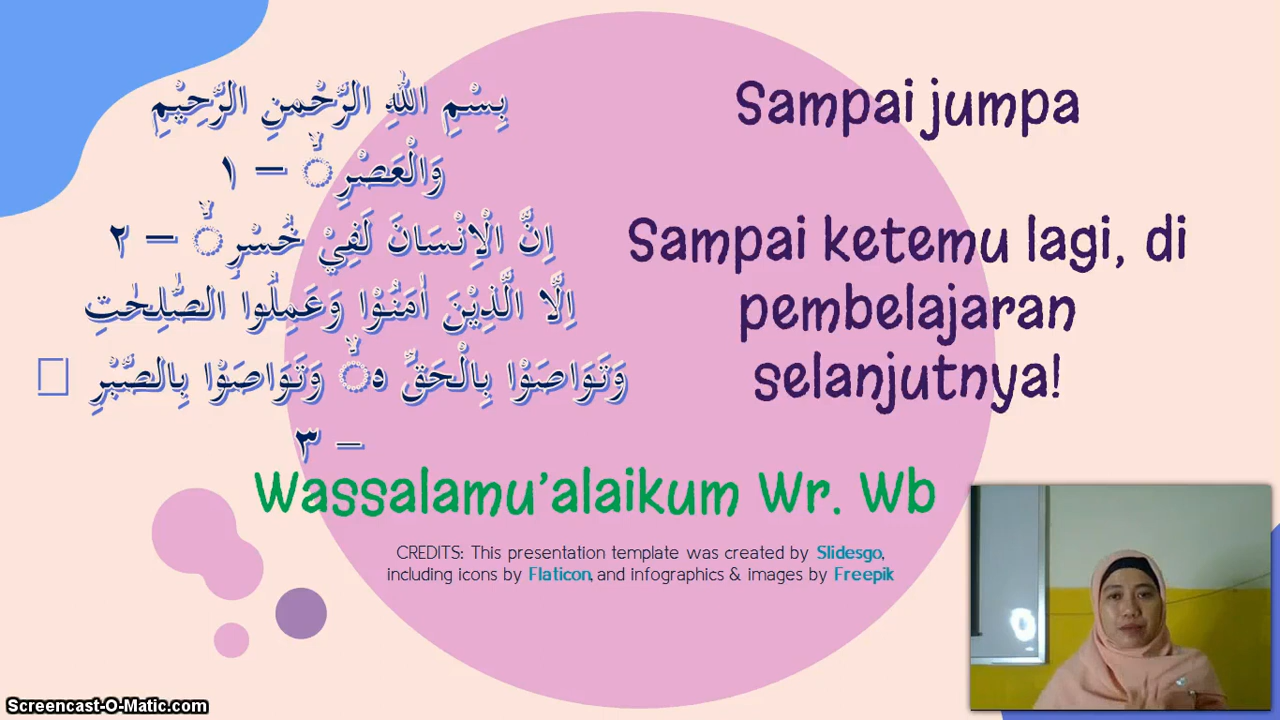 بِسْمِ اللهِ الرَّحْمنِ الرَّحِيْمِ
وَالْعَصْرِۙ – ١
اِنَّ الْاِنْسَانَ لَفِيْ خُسْرٍۙ – ٢
اِلَّا الَّذِيْنَ اٰمَنُوْا وَعَمِلُوا الصّٰلِحٰتِ
وَتَوَاصَوْا بِالْحَقِّ ەۙ وَتَوَاصَوْا بِالصَّبْرِ
– ٣
Sampai jumpa
Sampai ketemu lagi, di
pembelajaran
selanjutnya!
Wassalamu'alaikum Wr. Wb
CREDITS: This presentation template was created by Slidesgo,
including icons by Flaticon, and infographics & images by Freepik
Screencast-O-Matic.com